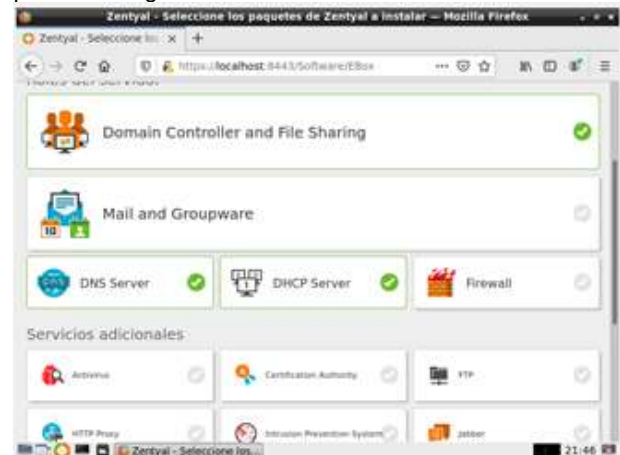 Zentyal - Seleccione los paquetes de Zentyal a instalar — Mozilla Firefox
Zentyal - Seleccione los
https://localhost:8443/Software/EBox
Domain Controller and File Sharing
Mail and Groupware
DNS Server
DHCP Server
Firewall
Servicios adicionales
Antivirus
Certification Authority
FTP
HTTP Proxy
Intrusion Prevention System
Jabber
Zentyal - Seleccione los...
21:46